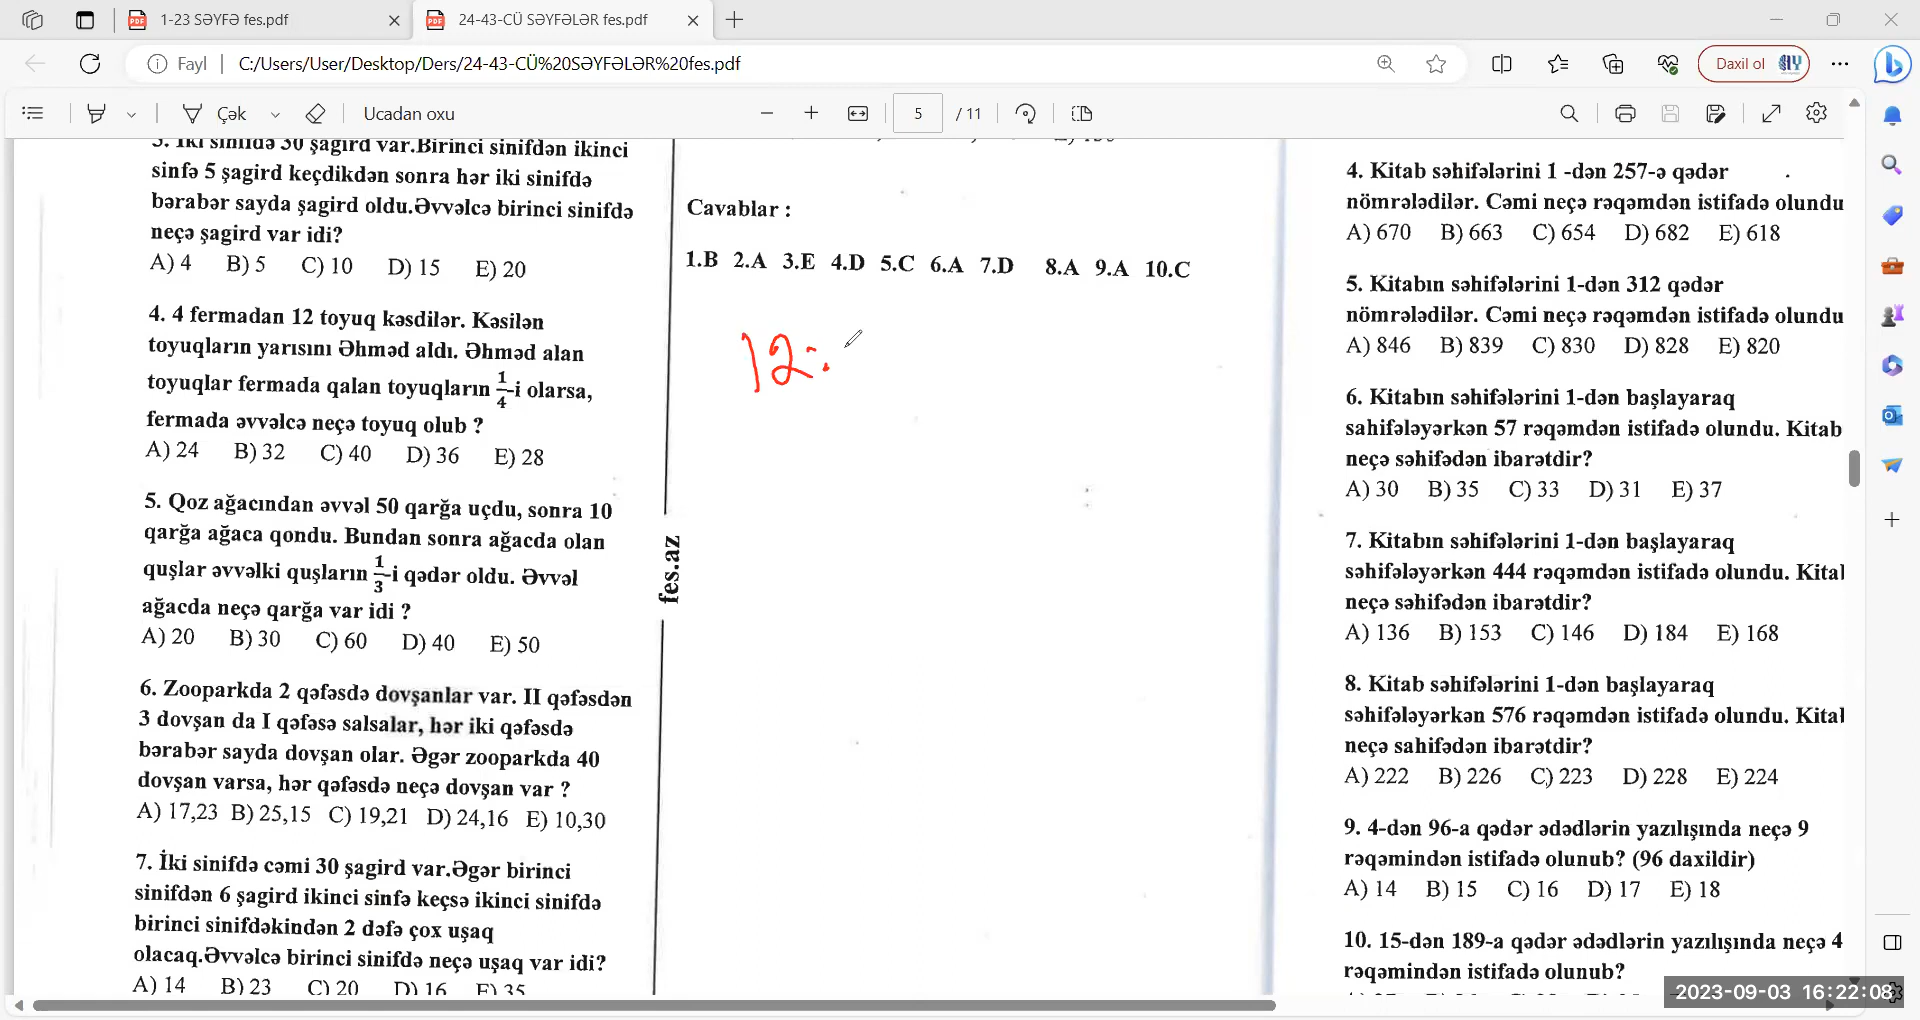 1-23 SƏYFƏ fes.pdf
24-43-CÜ SƏYFƏLƏR fes.pdf
Fayl
C:/Users/User/Desktop/Ders/24-43-CÜ%20SƏYFƏLƏR%20fes.pdf
Daxil ol
Çək
Ucadan oxu
5 / 11
3. İki sinifdə 30 şagird var.Birinci sinifdən ikinci
sinfə 5 şagird keçdikdən sonra hər iki sinifdə
bərabər sayda şagird oldu.Əvvəlcə birinci sinifdə
neçə şagird var idi?
A) 4 B) 5 C) 10 D) 15 E) 20
4. 4 fermadan 12 toyuq kəsdilər. Kəsilən
toyuqların yarısını Əhməd aldı. Əhməd alan
toyuqlar fermada qalan toyuqların 1/4-i olarsa,
fermada əvvəlcə neçə toyuq olub ?
A) 24 B) 32 C) 40 D) 36 E) 28
5. Qoz ağacından əvvəl 50 qarğa uçdu, sonra 10
qarğa ağaca qondu. Bundan sonra ağacda olan
quşlar əvvəlki quşların 1/3-i qədər oldu. Əvvəl
ağacda neçə qarğa var idi ?
A) 20 B) 30 C) 60 D) 40 E) 50
6. Zooparkda 2 qəfəsdə dovşanlar var. II qəfəsdən
3 dovşan da I qəfəsə salsalar, hər iki qəfəsdə
bərabər sayda dovşan olar. Əgər zooparkda 40
dovşan varsa, hər qəfəsdə neçə dovşan var ?
A) 17,23 B) 25,15 C) 19,21 D) 24,16 E) 10,30
7. İki sinifdə cəmi 30 şagird var.Əgər birinci
sinifdən 6 şagird ikinci sinfə keçsə ikinci sinifdə
birinci sinifdəkindən 2 dəfə çox uşaq
olacaq.Əvvəlcə birinci sinifdə neçə uşaq var idi?
A) 14 B) 23 C) 20 D) 16 E) 35
fes.az
Cavablar :
1.B 2.A 3.E 4.D 5.C 6.A 7.D 8.A 9.A 10.C
12:
4. Kitab səhifələrini 1 -dən 257-ə qədər
nömrələdilər. Cəmi neçə rəqəmdən istifadə olundu
A) 670 B) 663 C) 654 D) 682 E) 618
5. Kitabın səhifələrini 1-dən 312 qədər
nömrələdilər. Cəmi neçə rəqəmdən istifadə olundu
A) 846 B) 839 C) 830 D) 828 E) 820
6. Kitabın səhifələrini 1-dən başlayaraq
sahifələyərkən 57 rəqəmdən istifadə olundu. Kitab
neçə səhifədən ibarətdir?
A) 30 B) 35 C) 33 D) 31 E) 37
7. Kitabın səhifələrini 1-dən başlayaraq
səhifələyərkən 444 rəqəmdən istifadə olundu.
neçə səhifədən ibarətdir?
A) 136 B) 153 C) 146 D) 184 E) 168
8. Kitab səhifələrini 1-dən başlayaraq
səhifələyərkən 576 rəqəmdən istifadə olundu.
neçə sahifədən ibarətdir?
A) 222 B) 226 C) 223 D) 228 E) 224
9. 4-dən 96-a qədər ədədlərin yazılışında neçə 9
rəqəmindən istifadə olunub? (96 daxildir)
A) 14 B) 15 C) 16 D) 17 E) 18
10. 15-dən 189-a qədər ədədlərin yazılışında neçə 4
rəqəmindən istifadə olunub?
2023-09-03 16:22:08